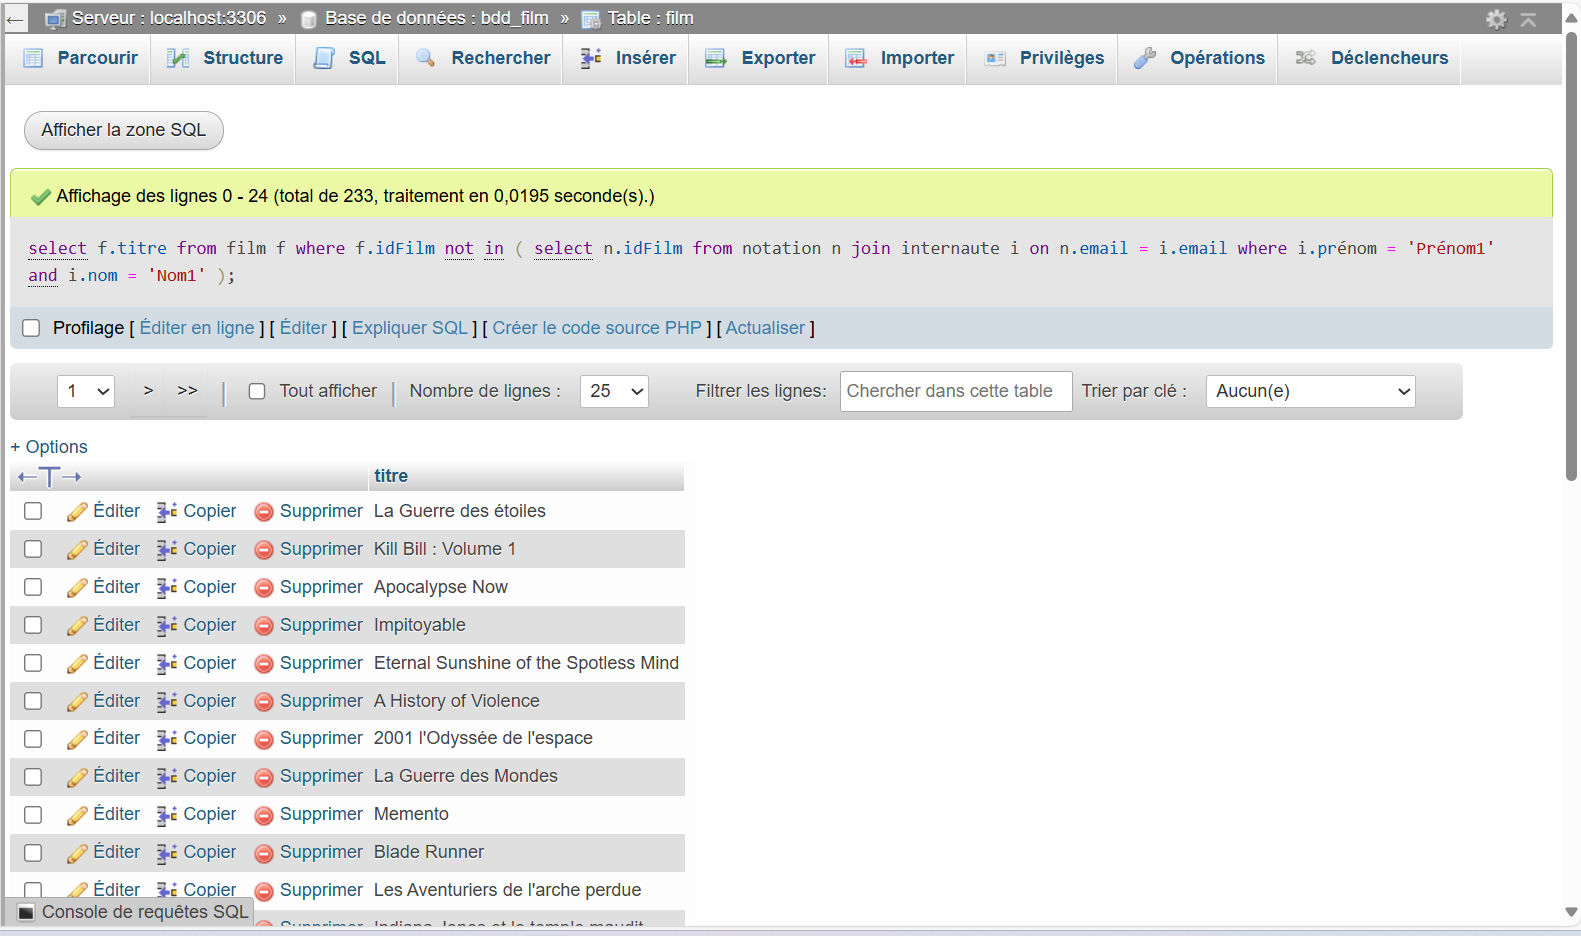 ← Serveur : localhost:3306 » Base de données : bdd_film » Table : film
Parcourir Structure SQL Rechercher Insérer Exporter Importer Privilèges Opérations Déclencheurs
Afficher la zone SQL
Affichage des lignes 0 - 24 (total de 233, traitement en 0,0195 seconde(s).)
select f.titre from film f where f.idFilm not in ( select n.idFilm from notation n join internaute i on n.email = i.email where i.prénom = 'Prénom1'
and i.nom = 'Nom1' );
Profilage [ Éditer en ligne ] [ Éditer ] [ Expliquer SQL ] [ Créer le code source PHP ] [ Actualiser ]
1 > >> | Tout afficher | Nombre de lignes : 25 Filtrer les lignes: Chercher dans cette table Trier par clé : Aucun(e)
+ Options
←T→ titre
Éditer Copier Supprimer La Guerre des étoiles
Éditer Copier Supprimer Kill Bill : Volume 1
Éditer Copier Supprimer Apocalypse Now
Éditer Copier Supprimer Impitoyable
Éditer Copier Supprimer Eternal Sunshine of the Spotless Mind
Éditer Copier Supprimer A History of Violence
Éditer Copier Supprimer 2001 l'Odyssée de l'espace
Éditer Copier Supprimer La Guerre des Mondes
Éditer Copier Supprimer Memento
Éditer Copier Supprimer Blade Runner
Éditer Copier Supprimer Les Aventuriers de l'arche perdue
Console de requêtes SQL Supprimer Indiana Jones et le temple maudit